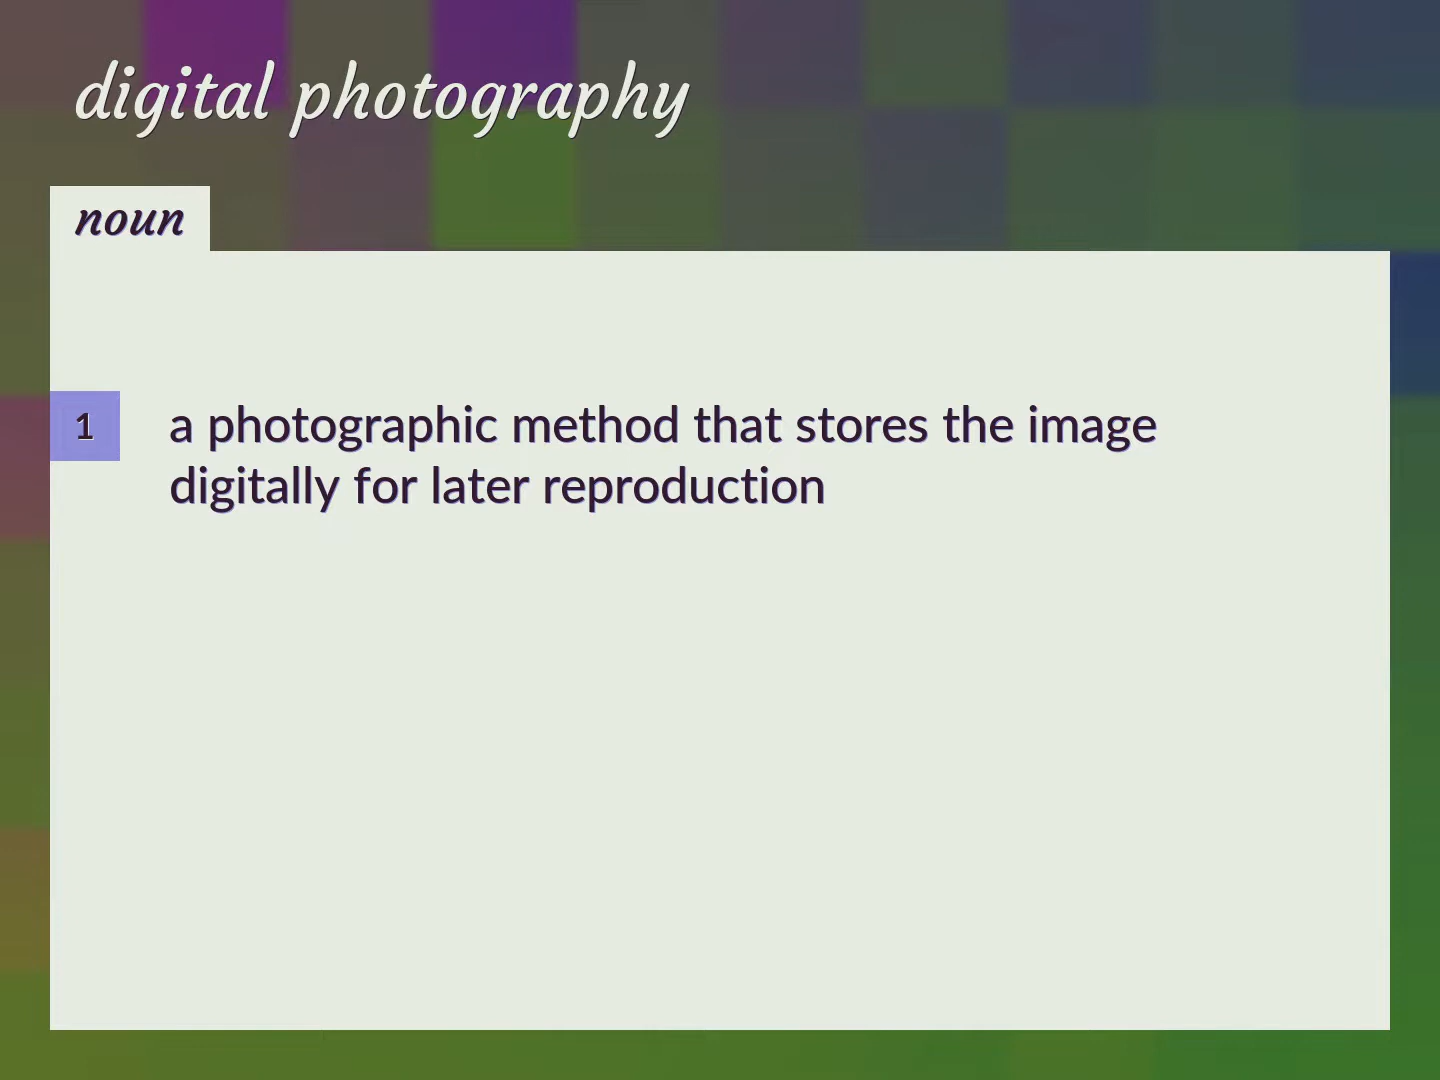 digital photography
noun
1
a photographic method that stores the image
digitally for later reproduction